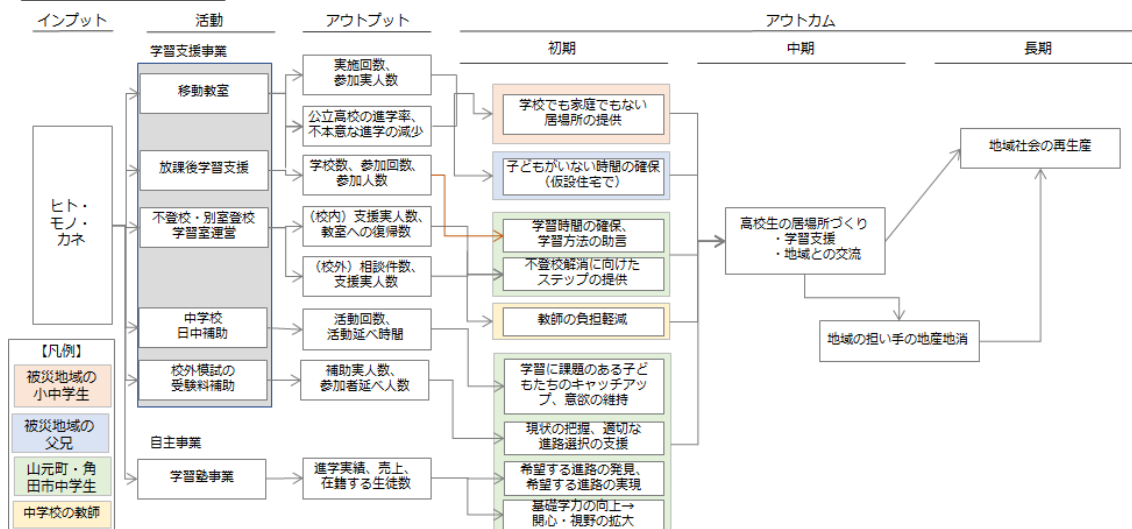 インプット
活動
アウトプット
アウトカム
初期
中期
長期
学習支援事業
移動教室
放課後学習支援
不登校・別室登校
学習室運営
中学校
日中補助
校外模試の
受験料補助
自主事業
学習塾事業
ヒト・
モノ・
カネ
実施回数、
参加実人数
公立高校の進学率、
不本意な進学の減少
学校数、参加回数、
参加人数
（校内）支援実人数、
教室への復帰数
（校外）相談件数、
支援実人数
活動回数、
活動延べ時間
補助実人数、
参加者延べ人数
進学実績、売上、
在籍する生徒数
学校でも家庭でもない
居場所の提供
子どもがいない時間の確保
（仮設住宅で）
学習時間の確保、
学習方法の助言
不登校解消に向けた
ステップの提供
教師の負担軽減
学習に課題のある子ど
もたちのキャッチアッ
プ、意欲の維持
現状の把握、適切な
進路選択の支援
希望する進路の発見、
希望する進路の実現
基礎学力の向上→
関心・視野の拡大
高校生の居場所づくり
・学習支援
・地域との交流
地域の担い手の地産地消
地域社会の再生産
【凡例】
被災地域の
小中学生
被災地域の
父兄
山元町・角
田市中学生
中学校の教師